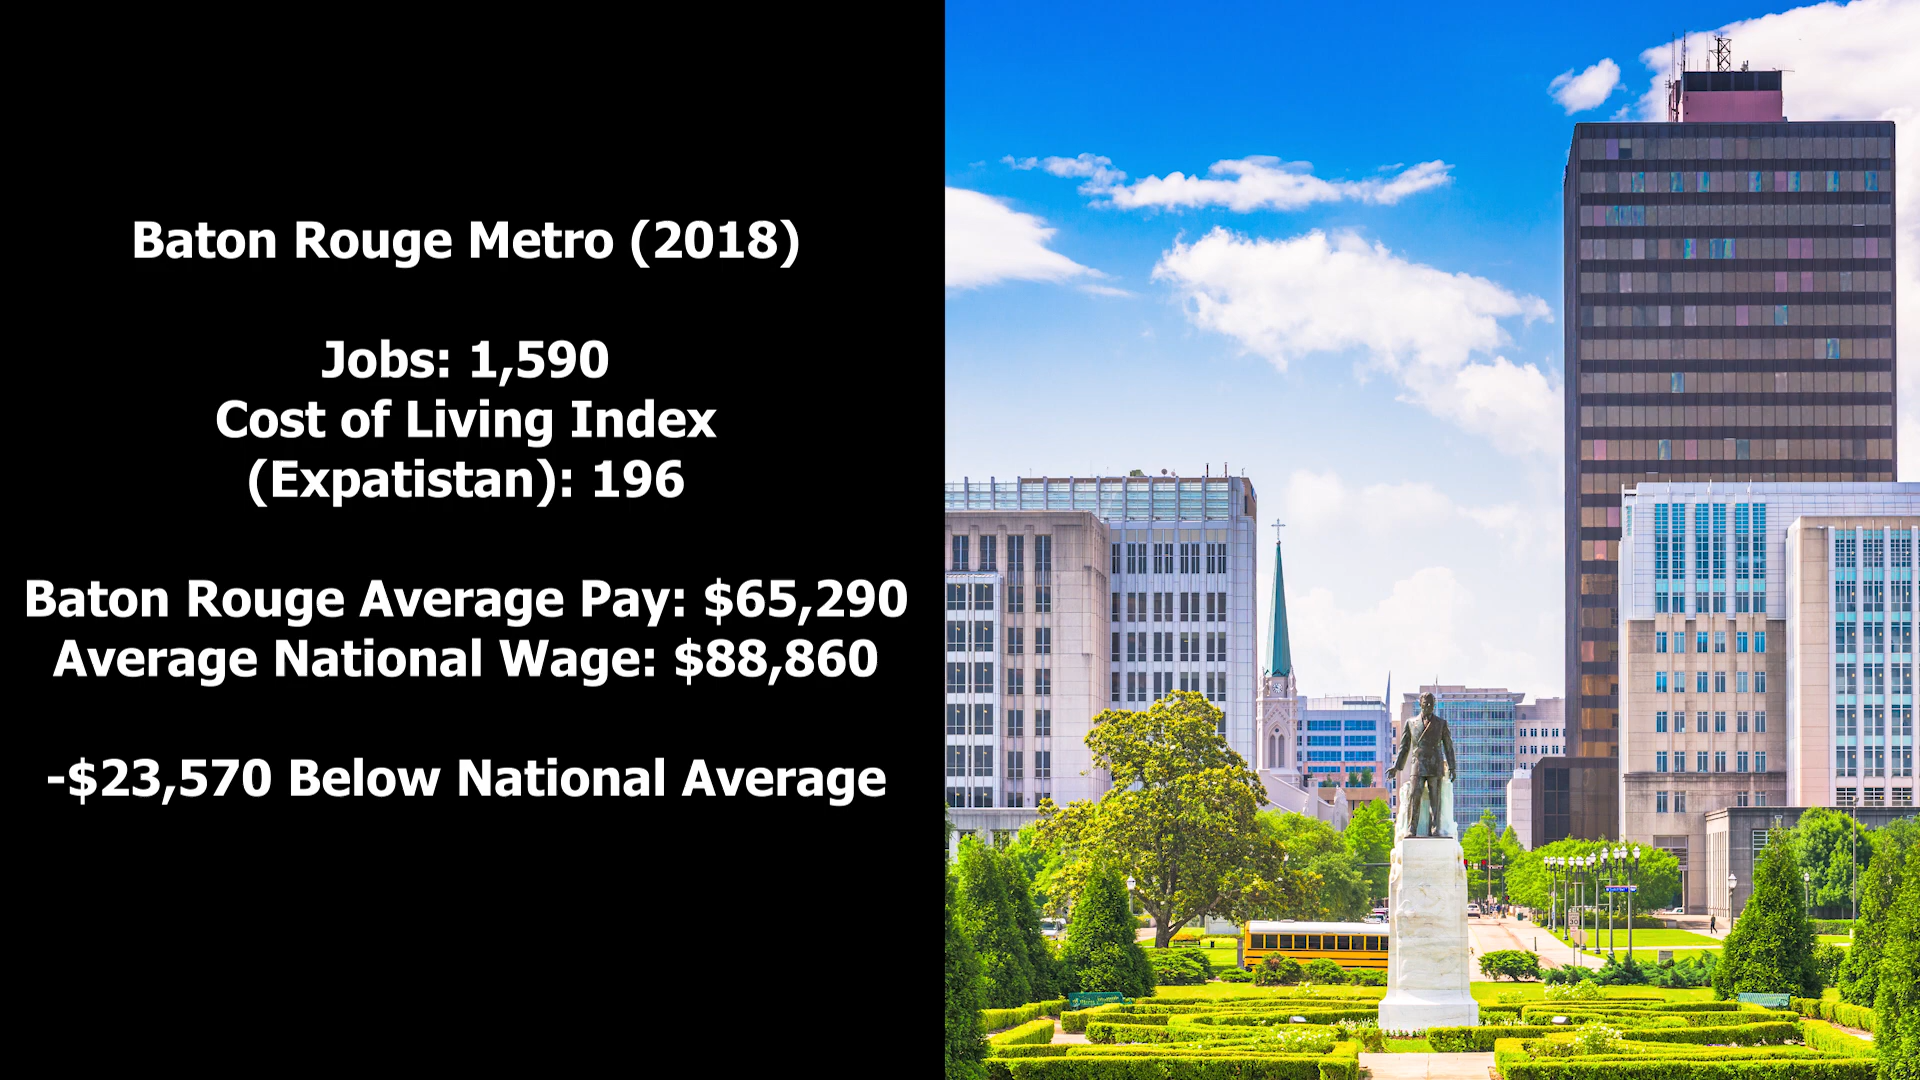 Baton Rouge Metro (2018)
Jobs: 1,590
Cost of Living Index
(Expatistan): 196
Baton Rouge Average Pay: $65,290
Average National Wage: $88,860
-$23,570 Below National Average